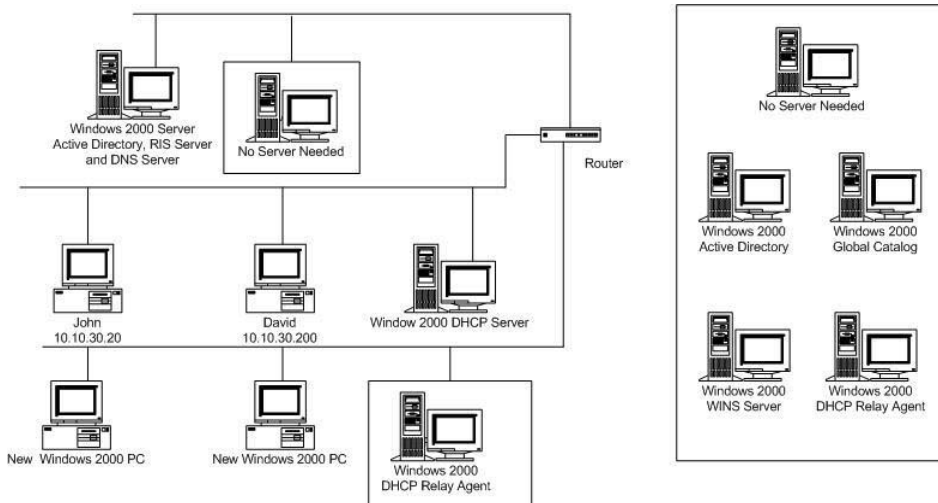 Windows 2000 Server
Active Directory, RIS Server
and DNS Server
No Server Needed
Router
John
10.10.30.20
David
10.10.30.200
Window 2000 DHCP Server
New Windows 2000 PC
New Windows 2000 PC
Windows 2000
DHCP Relay Agent
No Server Needed
Windows 2000
Active Directory
Windows 2000
Global Catalog
Windows 2000
WINS Server
Windows 2000
DHCP Relay Agent